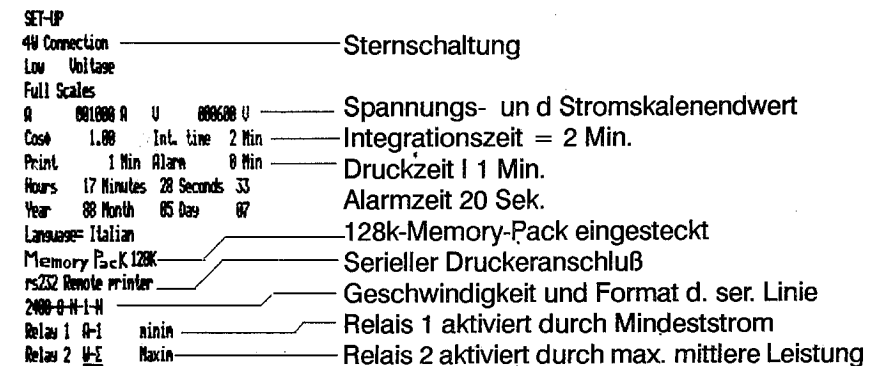 SET-UP
4W Connection Sternschaltung
Low Voltage
Full Scales
A 001000 A V 000600 V Spannungs- un d Stromskalenendwert
Cosϕ 1.00 Int. time 2 Min Integrationszeit = 2 Min.
Print 1 Min Alarm 0 Min Druckzeit I 1 Min.
Hours 17 Minutes 28 Seconds 33
Alarmzeit 20 Sek.
Year 88 Month 05 Day 07
Language= Italian 128k-Memory-Pack eingesteckt
Memory Pack 128K Serieller Druckeranschluß
rs232 Remote printer
2400-8-N-1-N Geschwindigkeit und Format d. ser. Linie
Relay 1 A-1 minim Relais 1 aktiviert durch Mindeststrom
Relay 2 W-Σ Maxim Relais 2 aktiviert durch max. mittlere Leistung